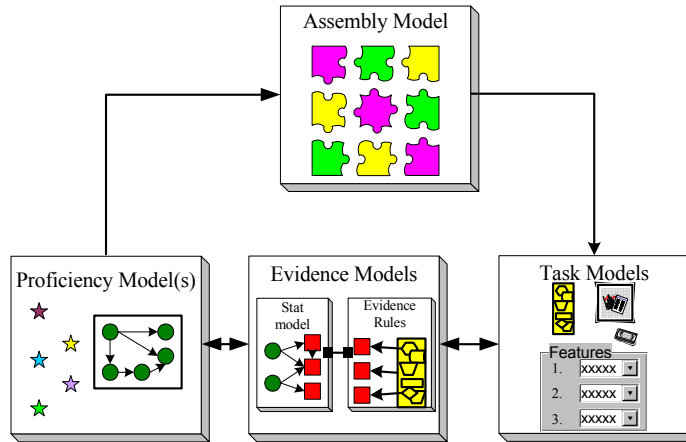 Assembly Model
Proficiency Model(s)
Evidence Models
Stat
model
Evidence
Rules
Task Models
Features
1. xxxxx
2. xxxxx
3. xxxxx